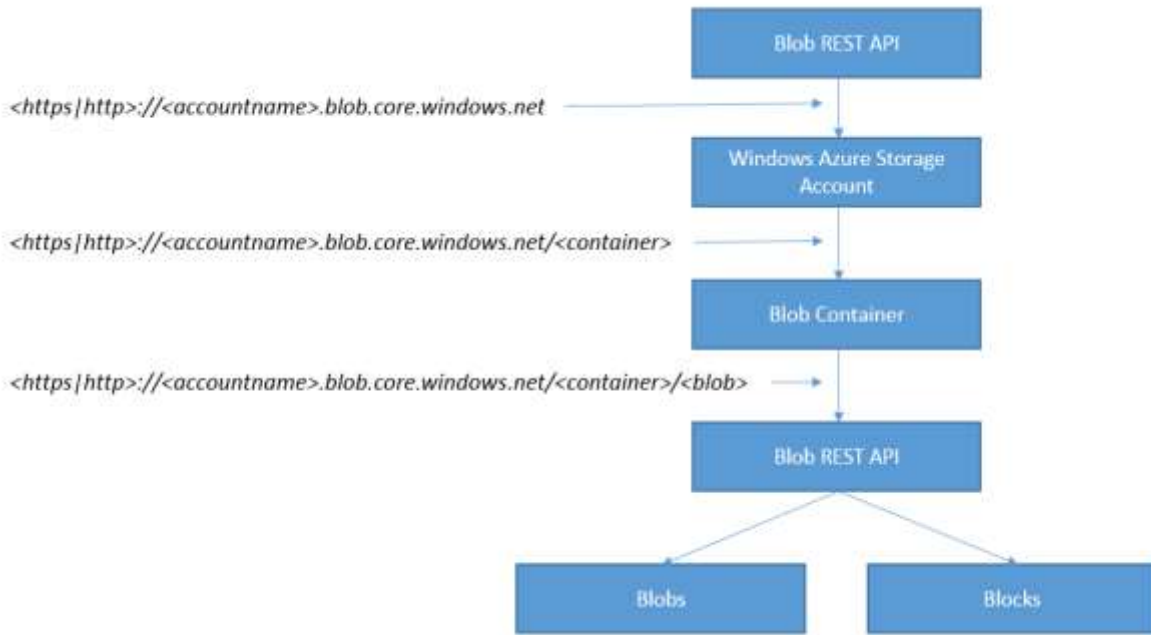 Blob REST API
<https|http>://<accountname>.blob.core.windows.net
Windows Azure Storage
Account
<https|http>://<accountname>.blob.core.windows.net/<container>
Blob Container
<https|http>://<accountname>.blob.core.windows.net/<container>/<blob>
Blob REST API
Blobs
Blocks